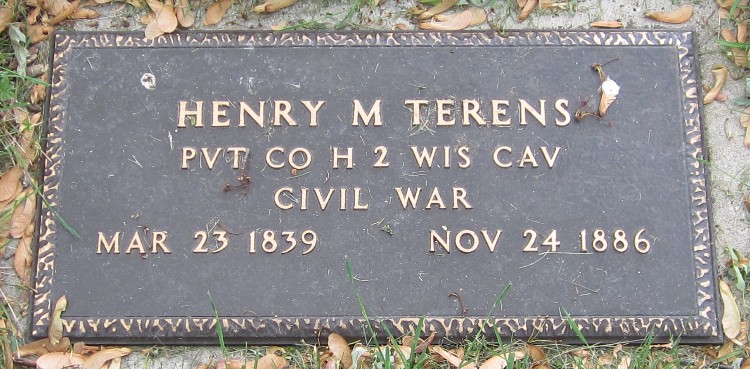 HENRY M TERENS
PVT CO H 2 WIS CAV
CIVIL WAR
MAR 23 1839 NOV 24 1886